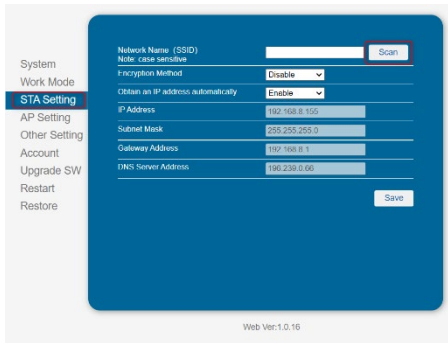 System
Work Mode
STA Setting
AP Setting
Other Setting
Account
Upgrade SW
Restart
Restore
Network Name (SSID)
Note: case sensitive
Scan
Encryption Method Disable
Obtain an IP address automatically Enable
IP Address 192.168.8.155
Subnet Mask 255.255.255.0
Gateway Address 192.168.8.1
DNS Server Address 190.239.0.66
Save
Web Ver:1.0.16